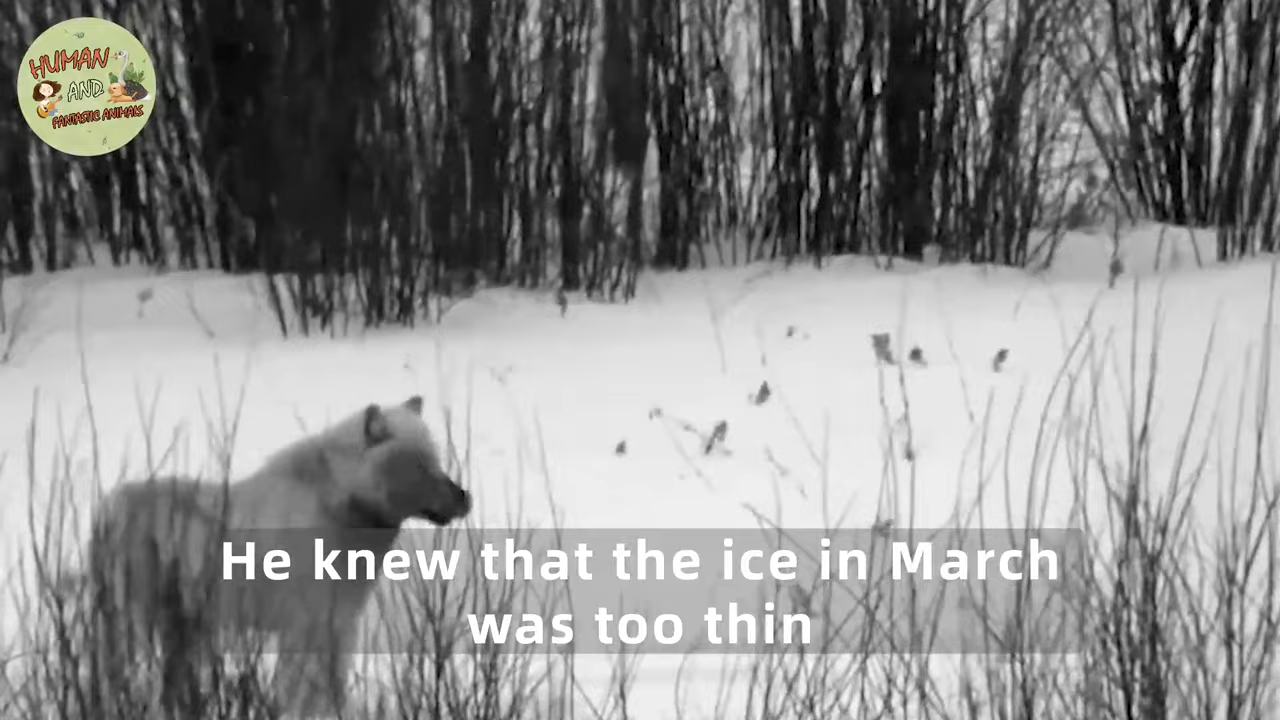 HUMAN
AND
FANTASTIC ANIMALS
He knew that the ice in March
was too thin